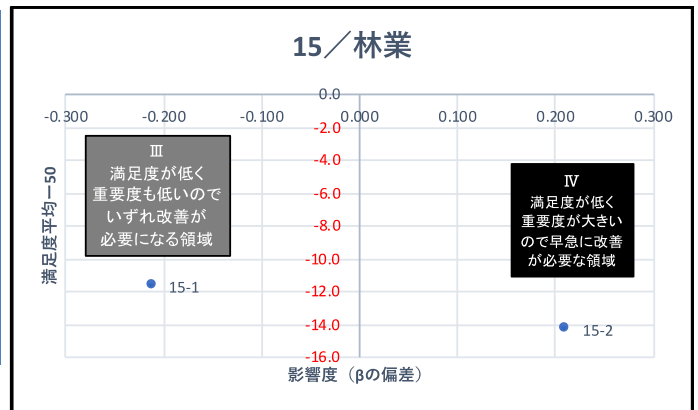 15／林業
0.0
-0.300
-0.200
-0.100
0.000
0.100
0.200
0.300
-2.0
-4.0
-6.0
-8.0
-10.0
-12.0
-14.0
-16.0
満足度平均ー50
Ⅲ
満足度が低く
重要度も低いので
いずれ改善が
必要になる領域
Ⅳ
満足度が低く
重要度が大きい
ので早急に改善
が必要な領域
15-1
15-2
影響度（βの偏差）